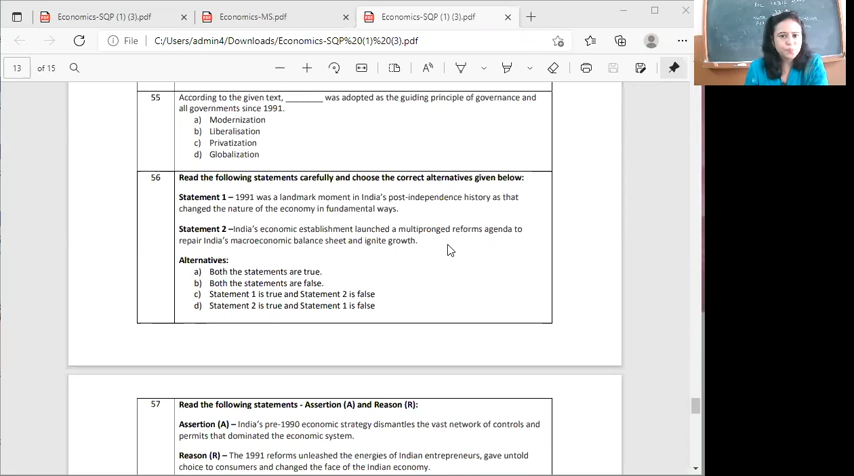 Economics-SQP (1) (3).pdf
Economics-MS.pdf
Economics-SQP (1) (3).pdf
File C:/Users/admin4/Downloads/Economics-SQP%20(1)%20(3).pdf
13 of 15
55 According to the given text, ________ was adopted as the guiding principle of governance and
all governments since 1991.
a) Modernization
b) Liberalisation
c) Privatization
d) Globalization
56 Read the following statements carefully and choose the correct alternatives given below:
Statement 1 – 1991 was a landmark moment in India's post-independence history as that
changed the nature of the economy in fundamental ways.
Statement 2 –India's economic establishment launched a multipronged reforms agenda to
repair India's macroeconomic balance sheet and ignite growth.
Alternatives:
a) Both the statements are true.
b) Both the statements are false.
c) Statement 1 is true and Statement 2 is false
d) Statement 2 is true and Statement 1 is false
57 Read the following statements - Assertion (A) and Reason (R):
Assertion (A) – India's pre-1990 economic strategy dismantles the vast network of controls and
permits that dominated the economic system.
Reason (R) – The 1991 reforms unleashed the energies of Indian entrepreneurs, gave untold
choice to consumers and changed the face of the Indian economy.